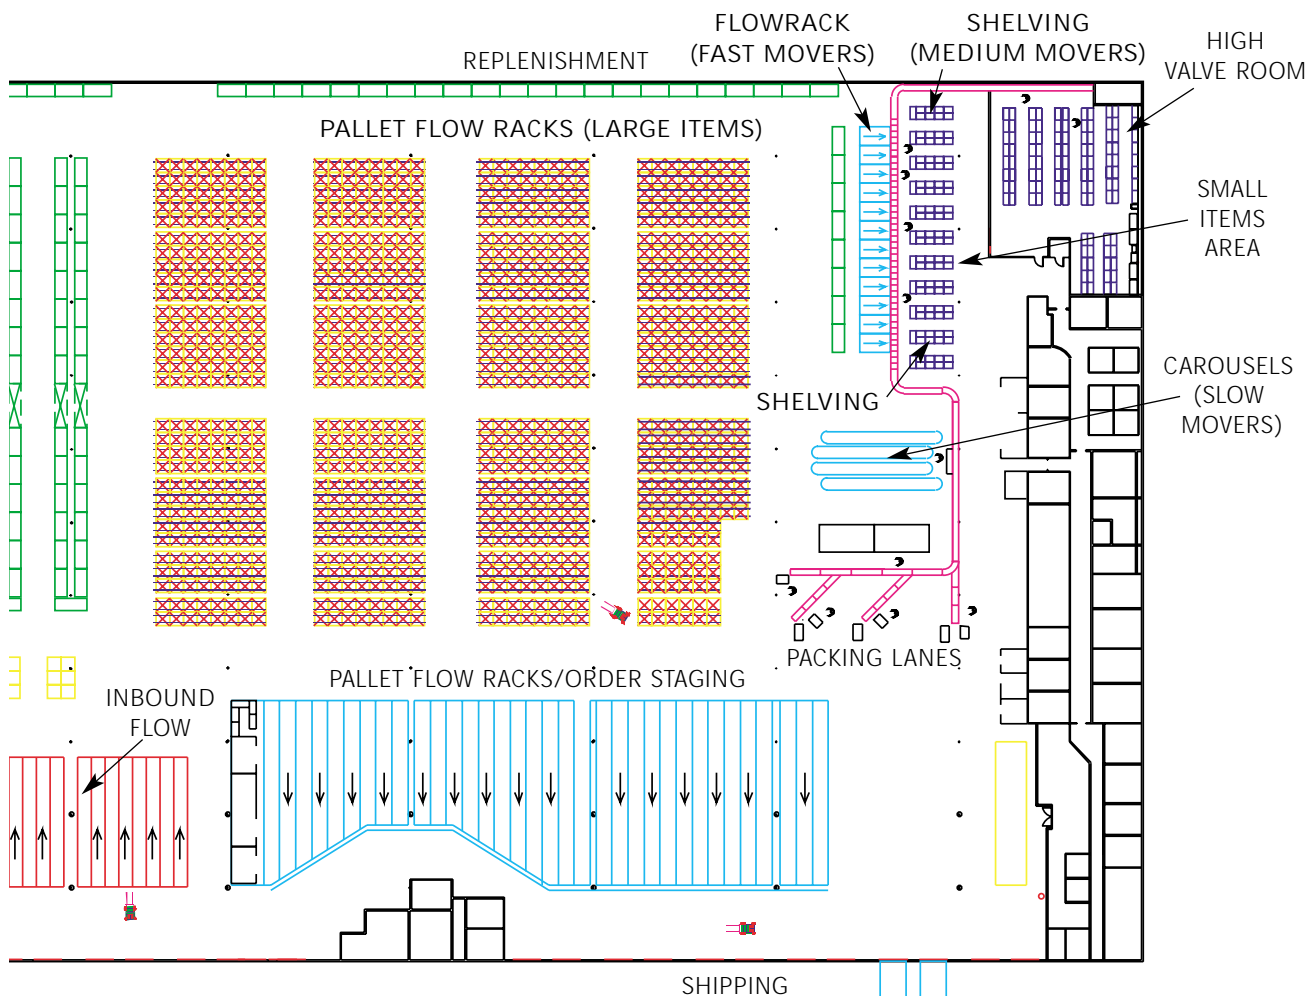 FLOWRACK
(FAST MOVERS)
SHELVING
(MEDIUM MOVERS)
HIGH
VALVE ROOM
REPLENISHMENT
PALLET FLOW RACKS (LARGE ITEMS)
SMALL
ITEMS
AREA
CAROUSELS
(SLOW
MOVERS)
SHELVING
PACKING LANES
PALLET FLOW RACKS/ORDER STAGING
INBOUND
FLOW
SHIPPING